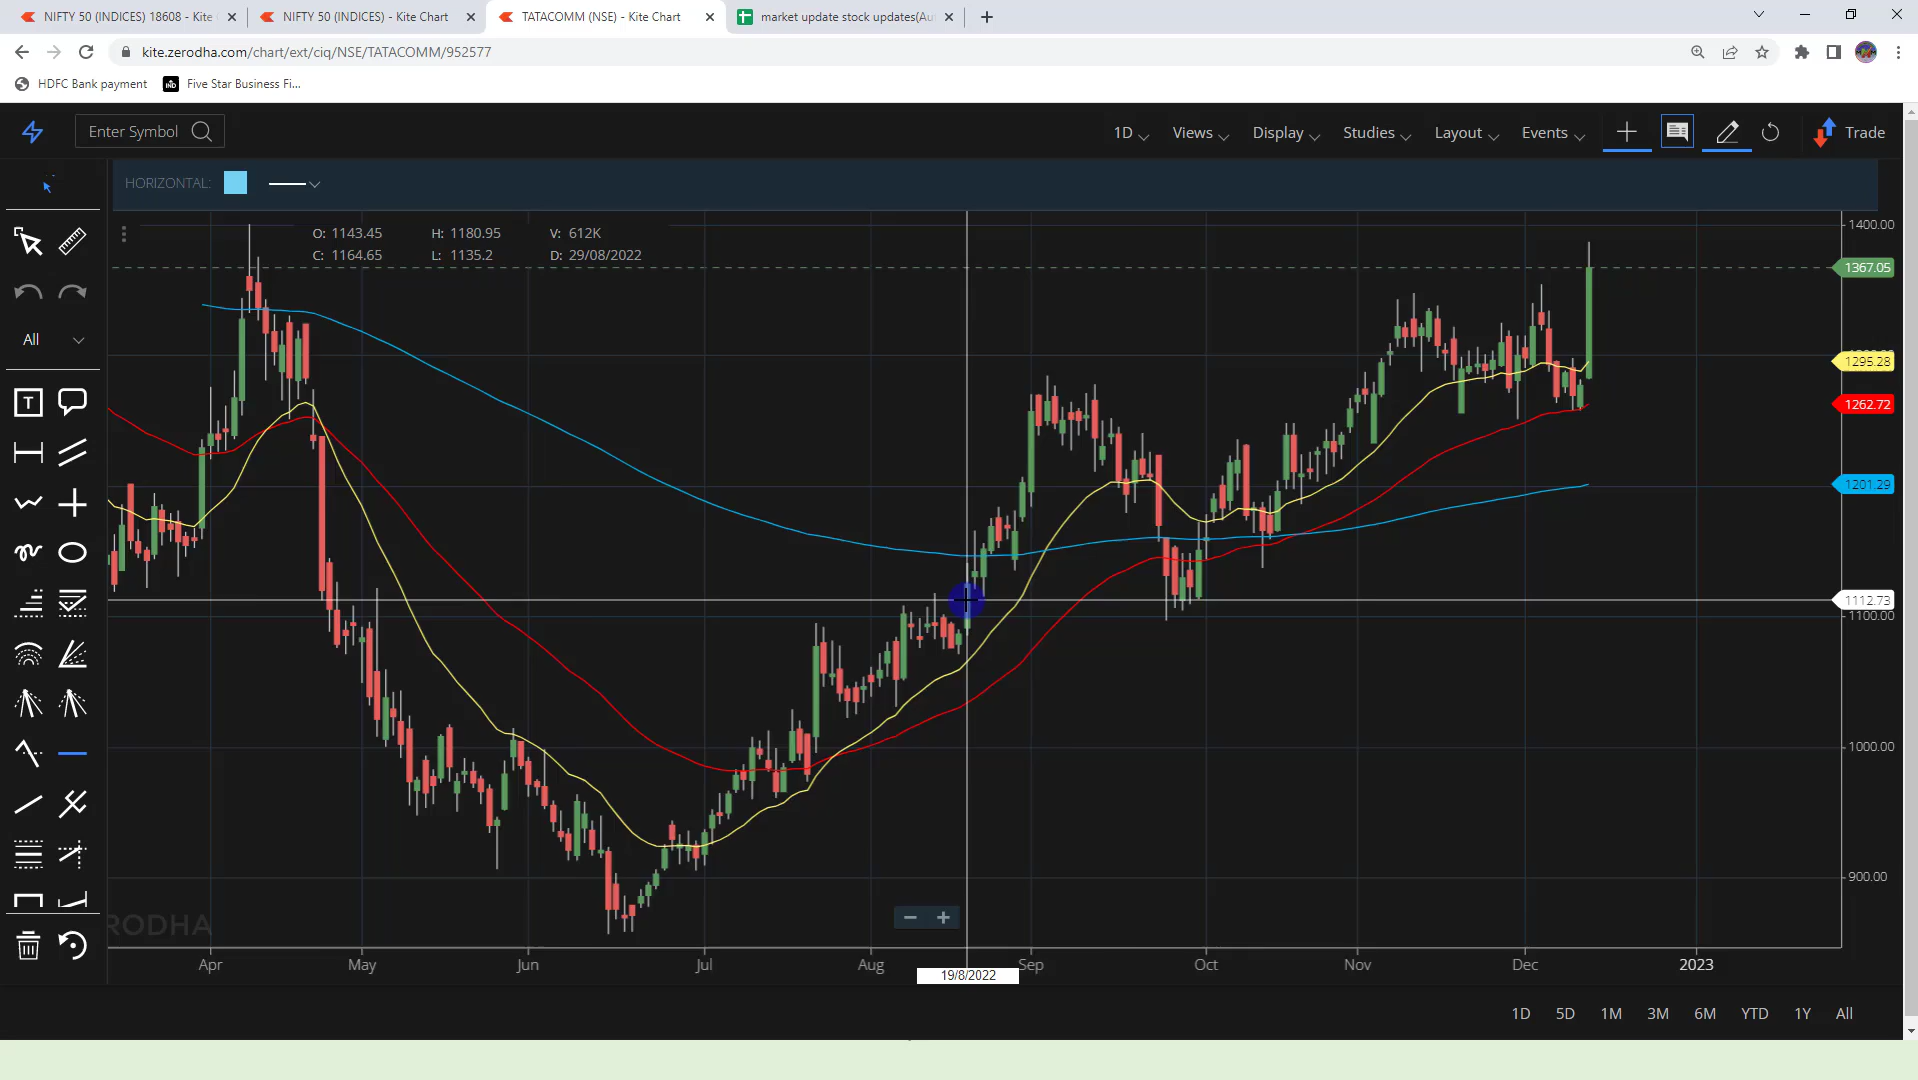 NIFTY 50 (INDICES) 18608 - Kite
NIFTY 50 (INDICES) - Kite Chart
TATACOMM (NSE) - Kite Chart
market update stock updates(Au
kite.zerodha.com/chart/ext/ciq/NSE/TATACOMM/952577
HDFC Bank payment
Five Star Business Fi...
Enter Symbol
1D
Views
Display
Studies
Layout
Events
Trade
HORIZONTAL:
O: 1143.45 H: 1180.95 V: 612K
C: 1164.65 L: 1135.2 D: 29/08/2022
1400.00
1367.05
1295.28
1262.72
1201.29
1112.73
1100.00
1000.00
900.00
All
T
RODHA
Apr May Jun Jul Aug Sep Oct Nov Dec 2023
19/8/2022
1D 5D 1M 3M 6M YTD 1Y All